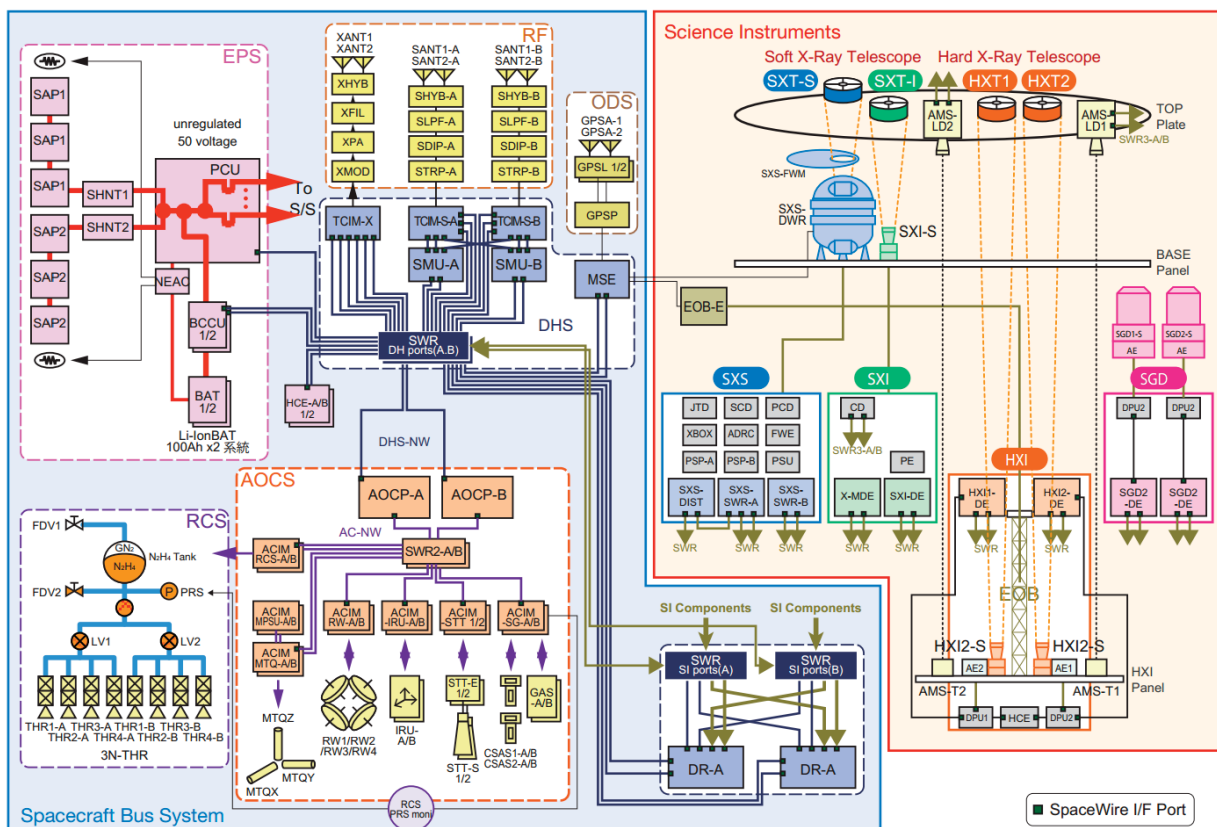 EPS
SAP1
SAP1
SAP1
SAP2
SAP2
SAP2
unregulated
50 voltage
PCU
SHNT1
SHNT2
To
S/S
NEAC
BCCU
1/2
BAT
1/2
Li-IonBAT
100Ah x2 系統
HCE-A/B
1/2
RF
XANT1
XANT2
XHYB
XFIL
XPA
XMOD
SANT1-A
SANT2-A
SHYB-A
SLPF-A
SDIP-A
STRP-A
SANT1-B
SANT2-B
SHYB-B
SLPF-B
SDIP-B
STRP-B
ODS
GPSA-1
GPSA-2
GPSL 1/2
GPSP
TCIM-X
TCIM-S-A
TCIM-S-B
SMU-A
SMU-B
MSE
DHS
SWR
DH ports(A.B)
DHS-NW
AOCS
AOCP-A
AOCP-B
AC-NW
SWR2-A/B
ACIM
RCS-A/B
ACIM
MPSU-A/B
ACIM
MTQ-A/B
ACIM
RW-A/B
ACIM
-IRU-A/B
ACIM
-STT 1/2
ACIM
-SG-A/B
MTQZ
MTQY
MTQX
RW1/RW2
/RW3/RW4
IRU-
A/B
STT-E
1/2
STT-S
1/2
CSAS1-A/B
CSAS2-A/B
GAS
-A/B
RCS
PRS moni
RCS
FDV1
GN2
N2H4
N2H4 Tank
FDV2
P
PRS
LV1
LV2
THR1-A
THR3-A
THR1-B
THR3-B
THR2-A
THR4-A
THR2-B
THR4-B
3N-THR
Spacecraft Bus System
SI Components
SI Components
SWR
SI ports(A)
SWR
SI ports(B)
DR-A
DR-A
Science Instruments
Soft X-Ray Telescope
Hard X-Ray Telescope
SXT-S
SXT-I
HXT1
HXT2
AMS-
LD2
AMS-
LD1
TOP
Plate
SWR3-A/B
SXS-FWM
SXS-
DWR
SXI-S
BASE
Panel
EOB-E
SXS
JTD
SCD
PCD
XBOX
ADRC
FWE
PSP-A
PSP-B
PSU
SXS-
DIST
SXS-
SWR-A
SXS-
SWR-B
SWR
SWR
SWR
SXI
CD
SWR3-A/B
PE
X-MDE
SXI-DE
SWR
SWR
HXI
HXI1-
DE
HXI2-
DE
SWR
SWR
EOB
HXI2-S
HXI2-S
AE2
AE1
AMS-T2
AMS-T1
HXI
Panel
DPU1
HCE
DPU2
SGD1-S
AE
SGD2-S
AE
SGD
DPU2
DPU2
SGD2
-DE
SGD2
-DE
SWR
SWR
SpaceWire I/F Port